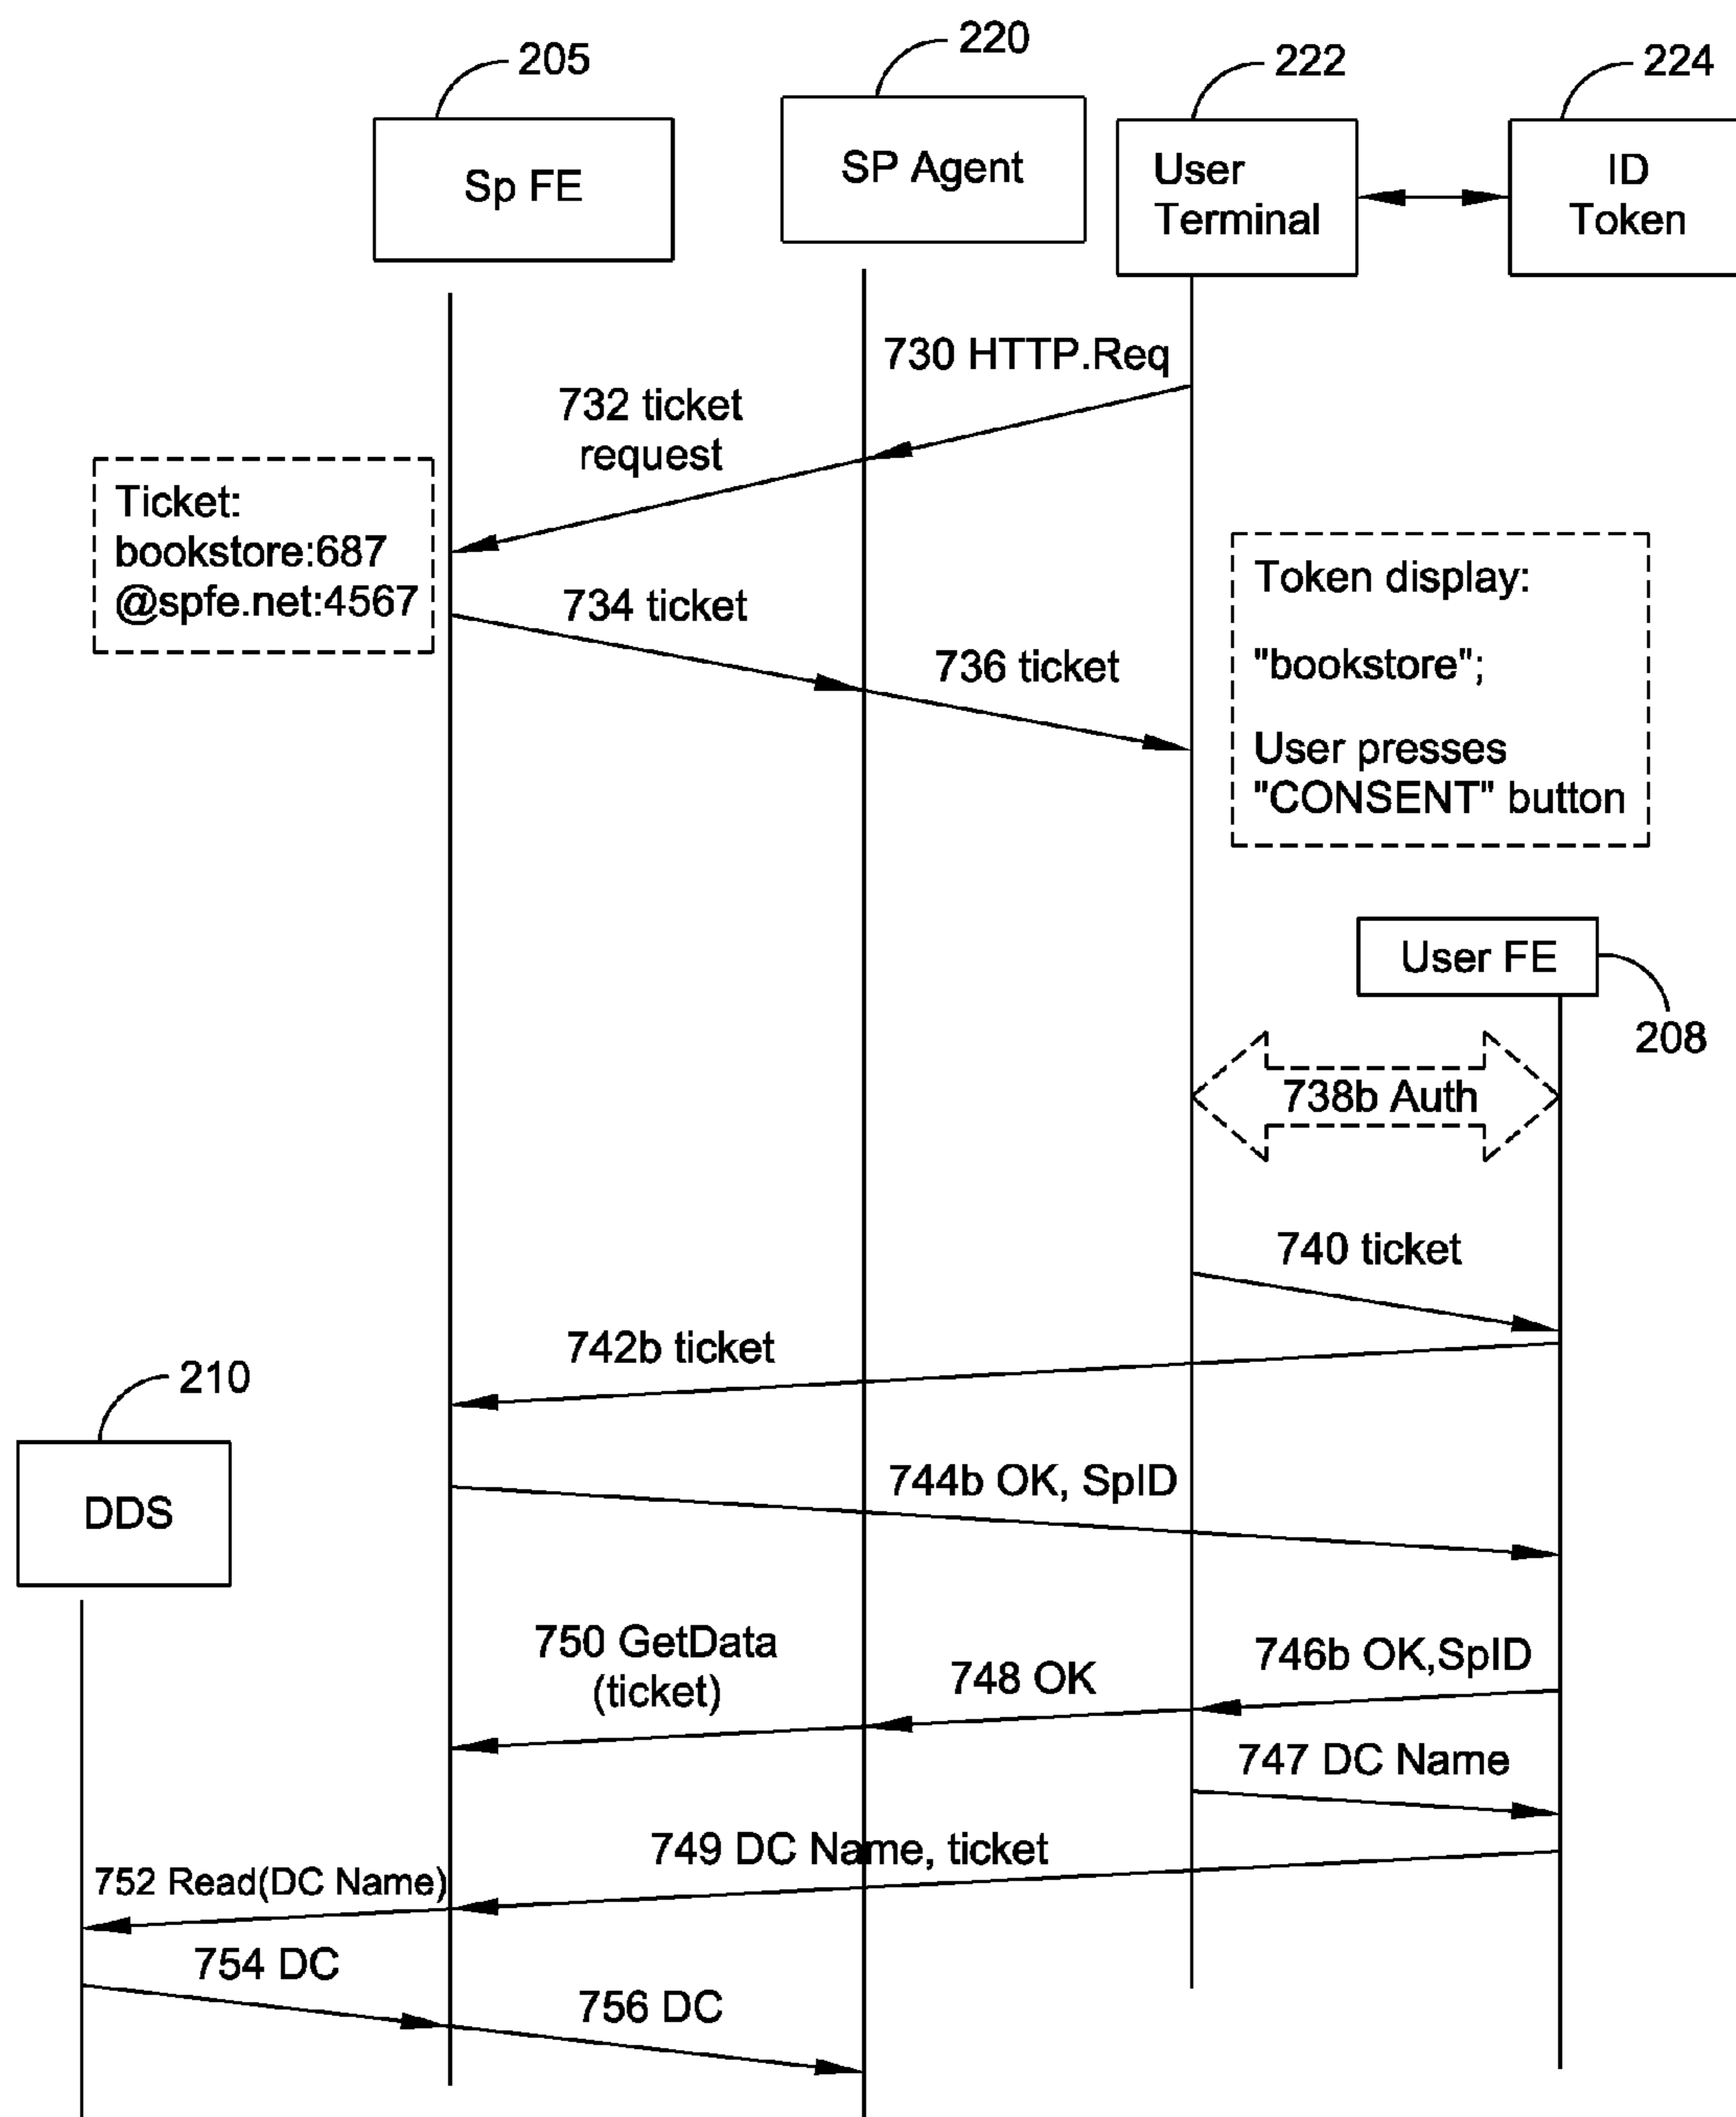 205
220
222
224
Sp FE
SP Agent
User
Terminal
ID
Token
730 HTTP.Req
732 ticket
request
Ticket:
bookstore:687
@spfe.net:4567
734 ticket
736 ticket
Token display:
"bookstore";
User presses
"CONSENT" button
User FE
208
738b Auth
740 ticket
742b ticket
210
DDS
744b OK, SpID
750 GetData
(ticket)
748 OK
746b OK,SpID
747 DC Name
749 DC Name, ticket
752 Read(DC Name)
754 DC
756 DC